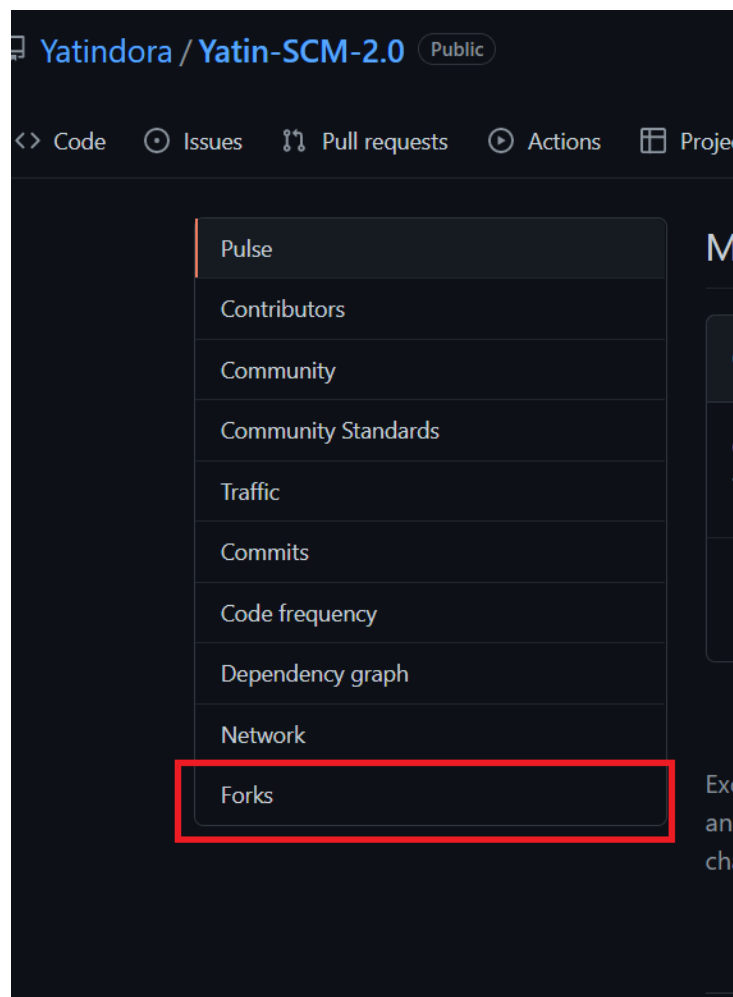 Yatindora / Yatin-SCM-2.0 Public
Code Issues Pull requests Actions
Pulse
Contributors
Community
Community Standards
Traffic
Commits
Code frequency
Dependency graph
Network
Forks
an